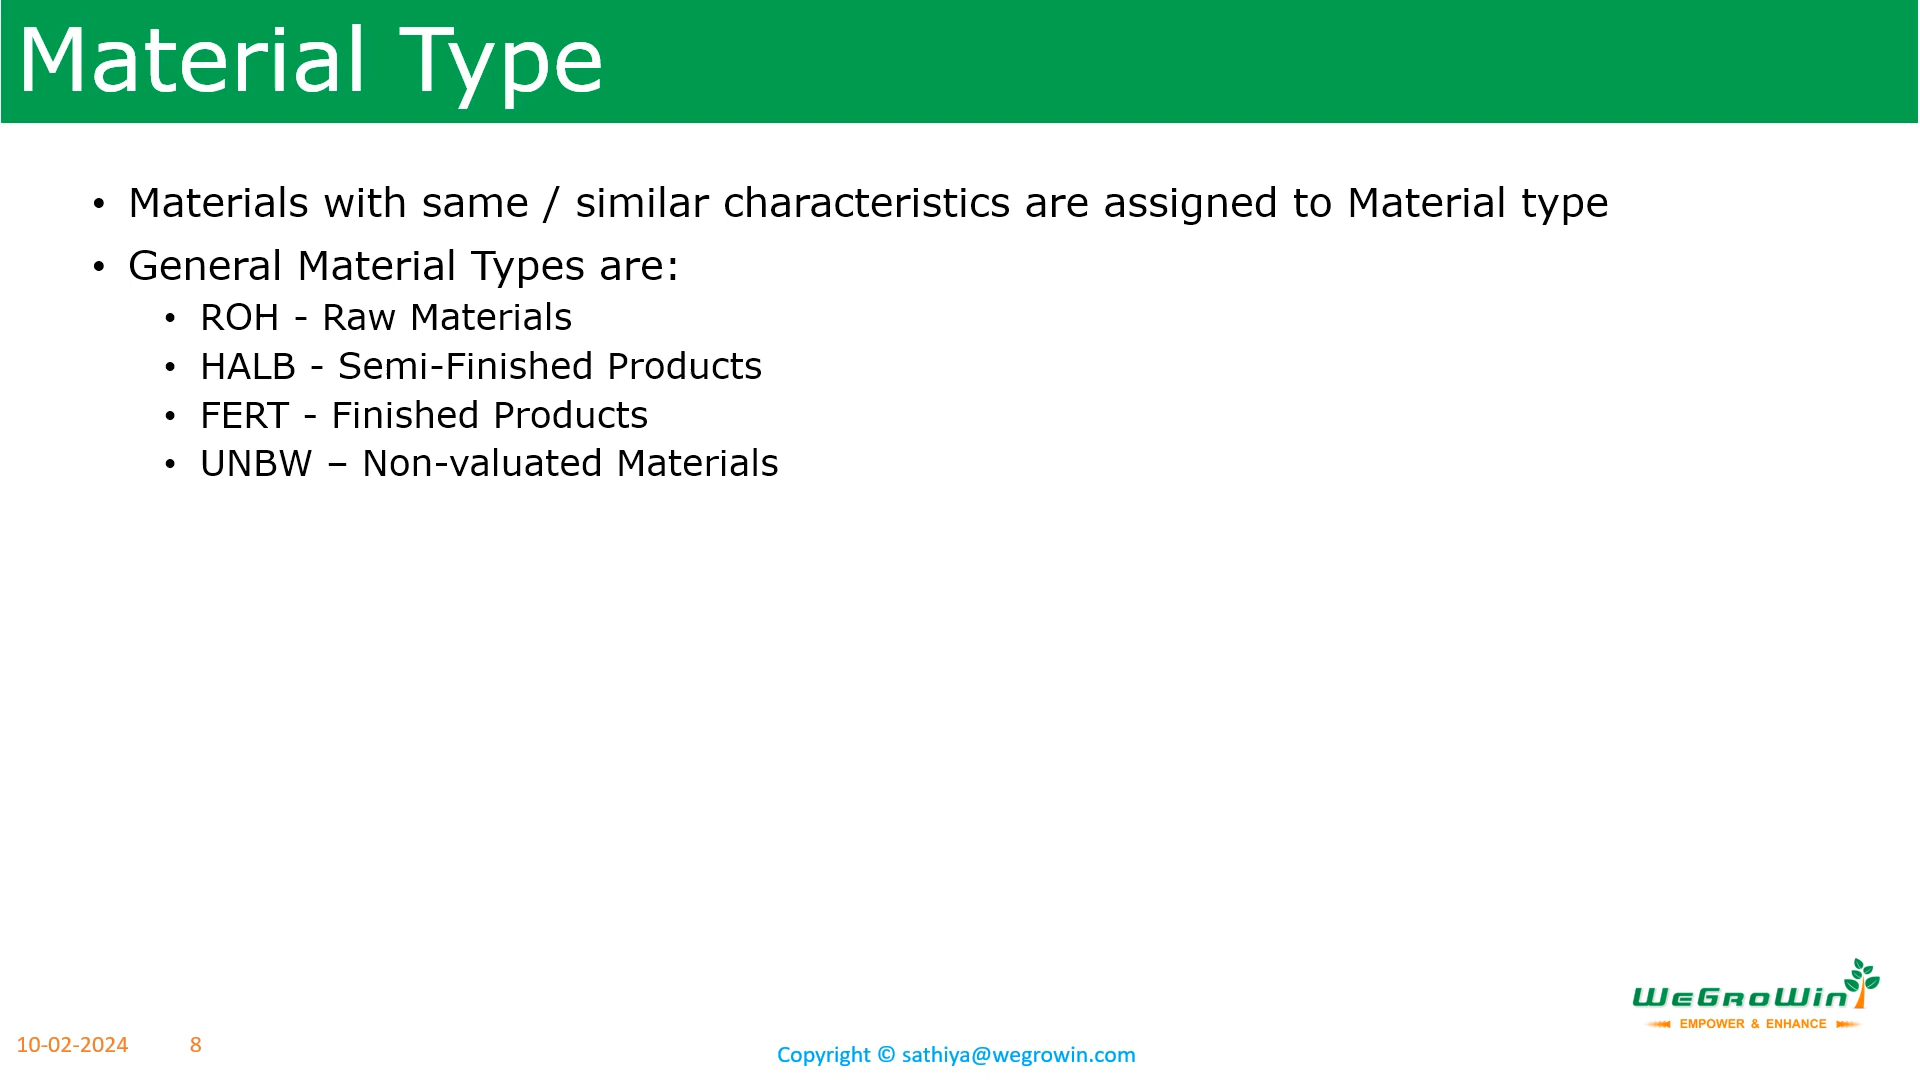 Material Type
• Materials with same / similar characteristics are assigned to Material type
• General Material Types are:
• ROH - Raw Materials
• HALB - Semi-Finished Products
• FERT - Finished Products
• UNBW – Non-valuated Materials
WeGroWin
EMPOWER & ENHANCE
10-02-2024 8
Copyright © sathiya@wegrowin.com